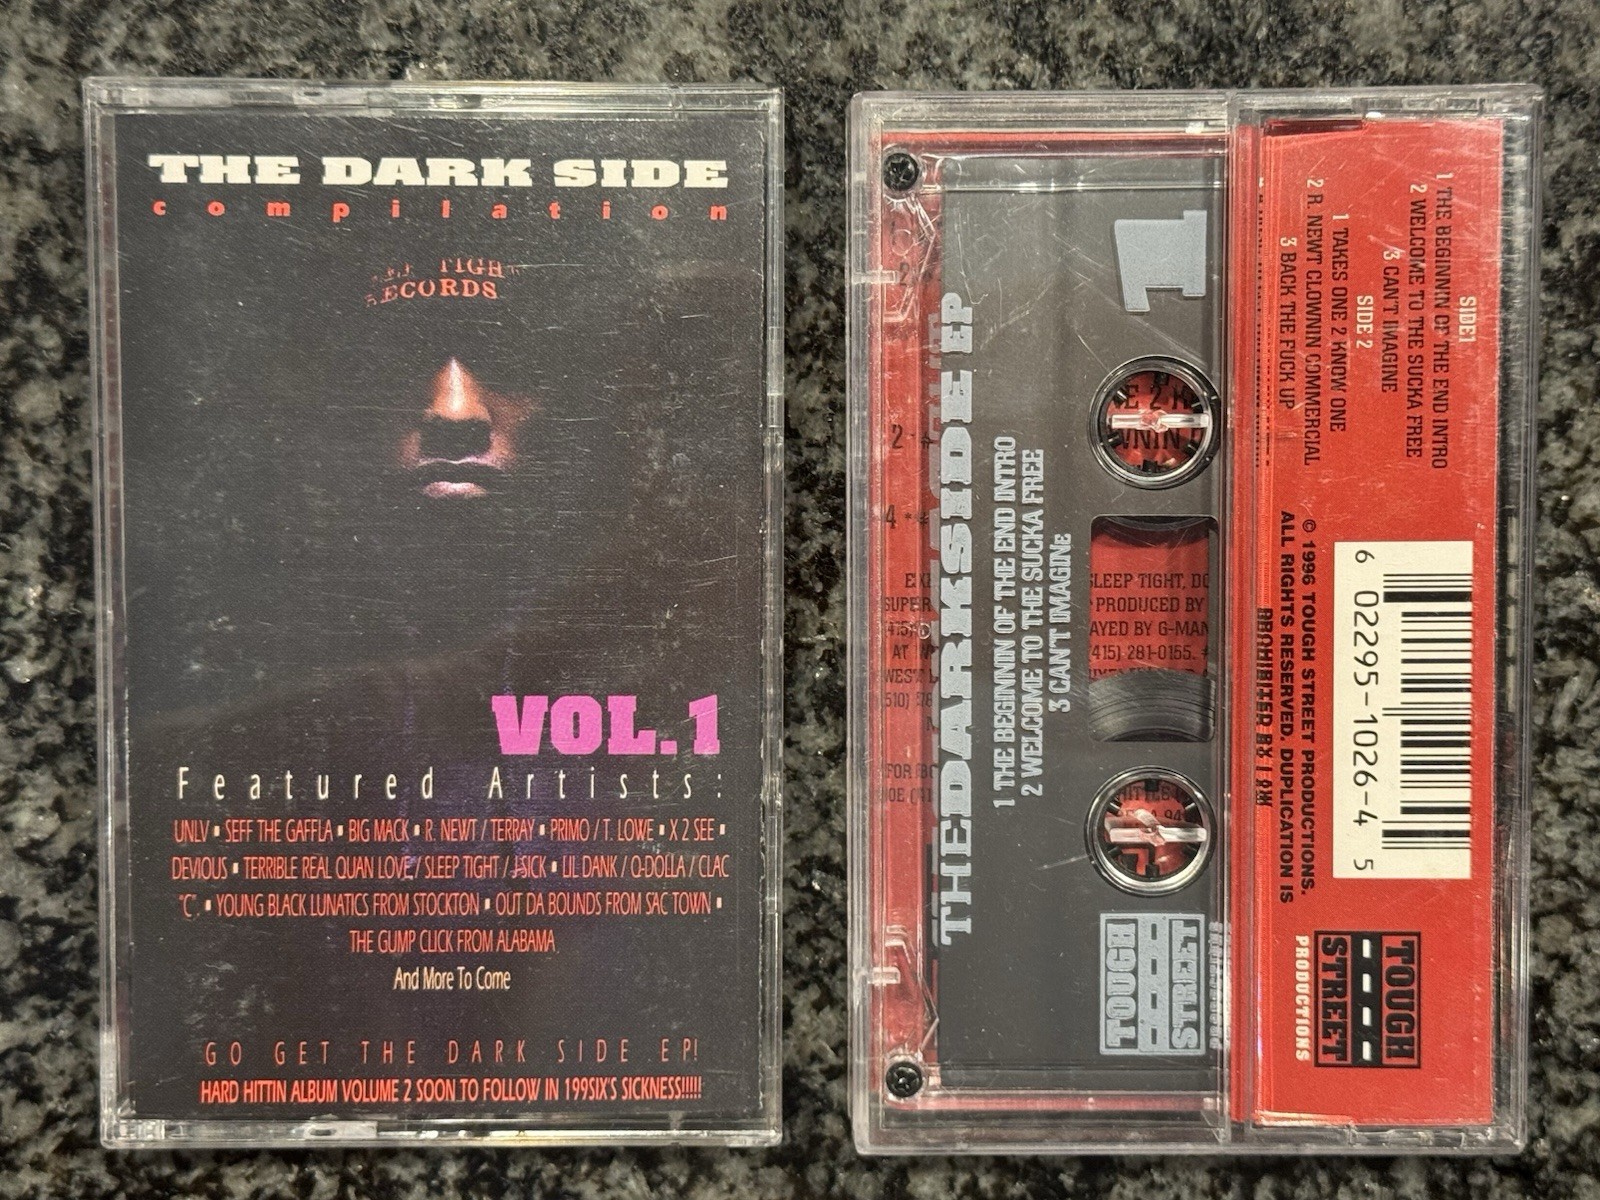 THE DARK SIDE
compilation
TIGHT
RECORDS
VOL.1
Featured Artists:
UNLV ▪ SEFF THE GAFFLA ▪ BIG MACK ▪ R. NEWT / TERRAY ▪ PRIMO / T. LOWE ▪ X 2 SEE ▪
DEVIOUS ▪ TERRIBLE REAL QUAN LOVE / SLEEP TIGHT / J-SICK ▪ LIL DANK / Q-DOLLA / CLAC
"C" ▪ YOUNG BLACK LUNATICS FROM STOCKTON ▪ OUT DA BOUNDS FROM SAC TOWN ▪
THE GUMP CLICK FROM ALABAMA
And More To Come
GO GET THE DARK SIDE EP!
HARD HITTIN ALBUM VOLUME 2 SOON TO FOLLOW IN 199SIX'S SICKNESS!!!!!
1
THEDARKSIDE EP
1 THE BEGINNIN OF THE END INTRO
2 WELCOME TO THE SUCKA FREE
3 CAN'T IMAGINE
TOUGH
STREET
PRODUCTIONS
SLEEP TIGHT,
PRODUCED BY
AYED BY G-MAN
(415) 281-0155.
SIDE1
1 THE BEGINNIN OF THE END INTRO
2 WELCOME TO THE SUCKA FREE
3 CAN'T IMAGINE
SIDE 2
1 TAKES ONE 2 KNOW ONE
2 R. NEWT CLOWNIN COMMERCIAL
3 BACK THE FUCK UP
6 02295-1026-4 5
© 1996 TOUGH STREET PRODUCTIONS.
ALL RIGHTS RESERVED. DUPLICATION IS
PROHIBITED BY LAW
TOUGH
STREET
PRODUCTIONS